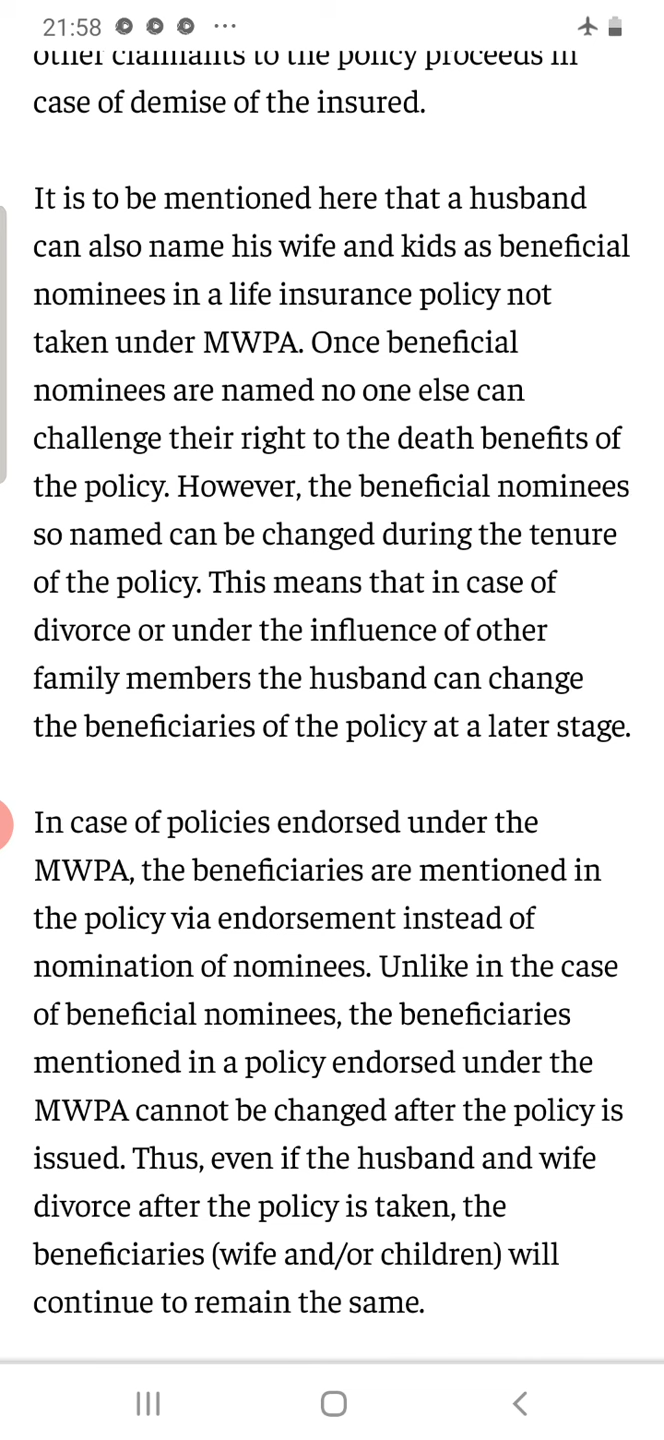 21:58
other claimants to the policy proceeds in
case of demise of the insured.
It is to be mentioned here that a husband
can also name his wife and kids as beneficial
nominees in a life insurance policy not
taken under MWPA. Once beneficial
nominees are named no one else can
challenge their right to the death benefits of
the policy. However, the beneficial nominees
so named can be changed during the tenure
of the policy. This means that in case of
divorce or under the influence of other
family members the husband can change
the beneficiaries of the policy at a later stage.
In case of policies endorsed under the
MWPA, the beneficiaries are mentioned in
the policy via endorsement instead of
nomination of nominees. Unlike in the case
of beneficial nominees, the beneficiaries
mentioned in a policy endorsed under the
MWPA cannot be changed after the policy is
issued. Thus, even if the husband and wife
divorce after the policy is taken, the
beneficiaries (wife and/or children) will
continue to remain the same.